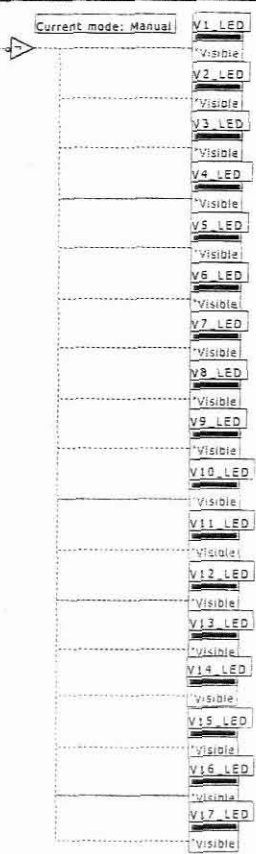 Current mode: Manual
V1_LED
Visible
V2_LED
Visible
V3_LED
Visible
V4_LED
Visible
V5_LED
Visible
V6_LED
Visible
V7_LED
Visible
V8_LED
Visible
V9_LED
Visible
V10_LED
Visible
V11_LED
Visible
V12_LED
Visible
V13_LED
Visible
V14_LED
Visible
V15_LED
Visible
V16_LED
Visible
V17_LED
Visible